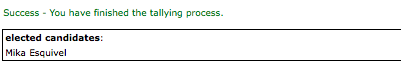 Success - You have finished the tallying process.
elected candidates:
Mika Esquivel